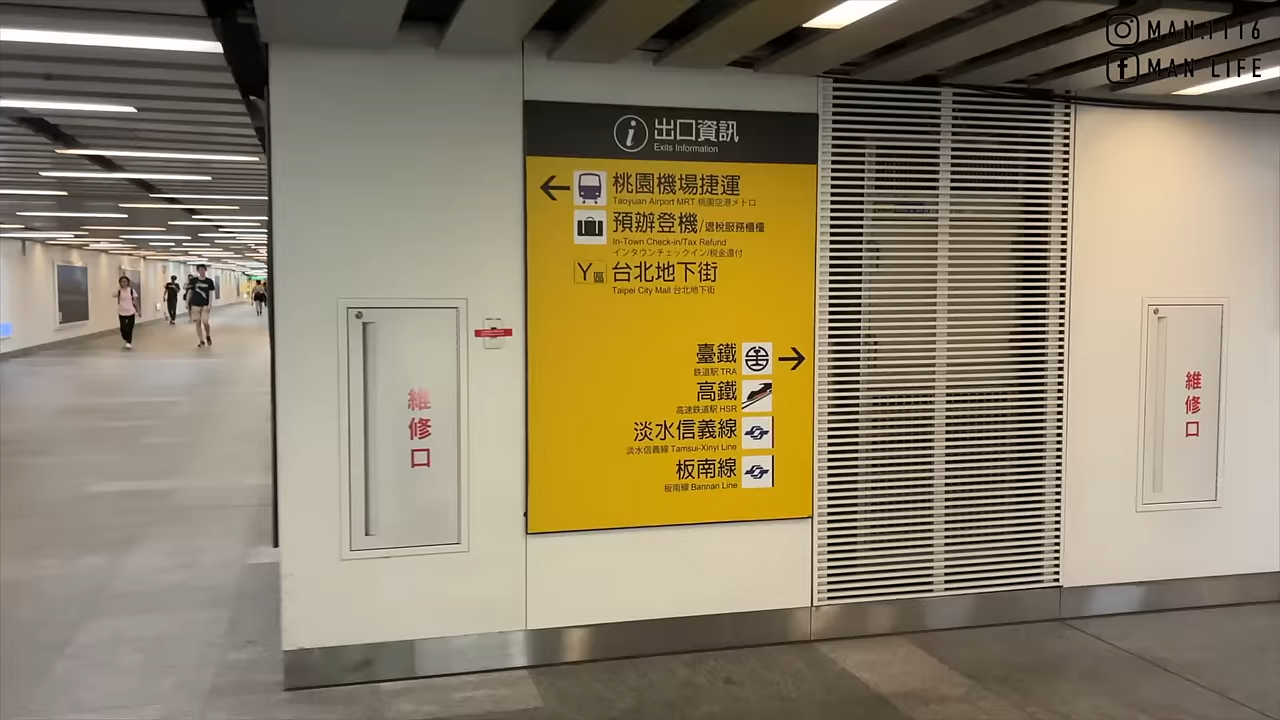 MAN.1116
MAN LIFE
出口資訊
Exits Information
桃園機場捷運
Taoyuan Airport MRT 桃園空港メトロ
預辦登機/退稅服務櫃檯
In-Town Check-in/Tax Refund
インタウンチェックイン/税金還付
Y區 台北地下街
Taipei City Mall 台北地下街
臺鐵
鉄道駅 TRA
高鐵
高速鉄道駅 HSR
淡水信義線
淡水信義線 Tamsui-Xinyi Line
板南線
板南線 Bannan Line
維修口
維修口